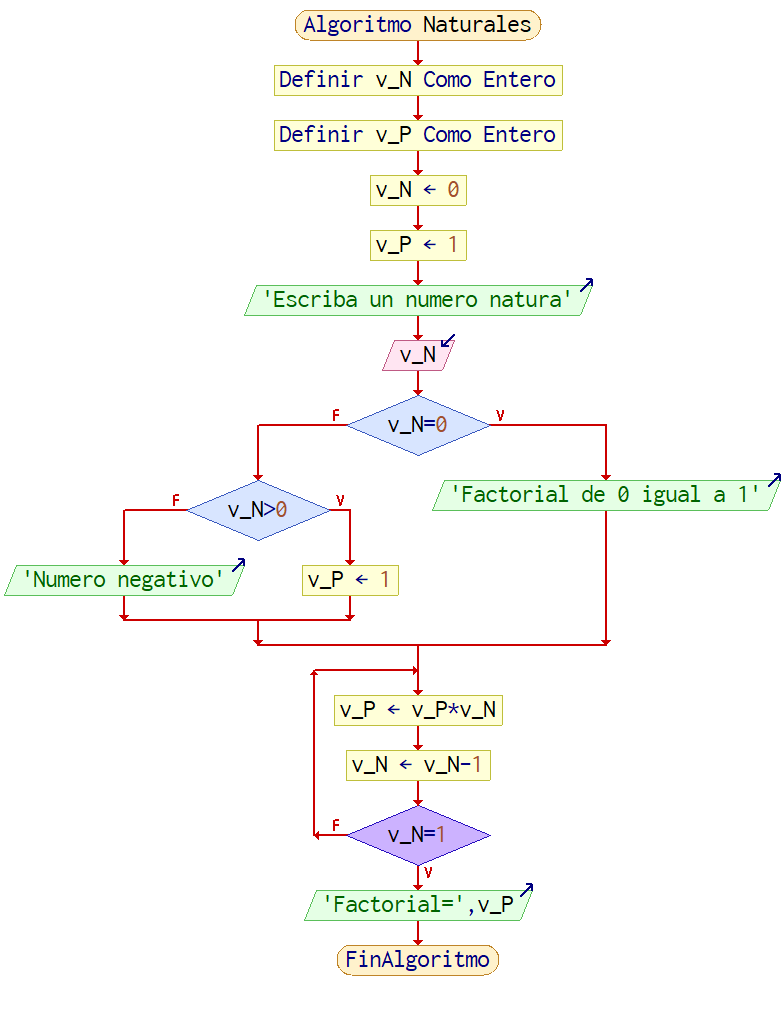 Algoritmo Naturales
Definir v_N Como Entero
Definir v_P Como Entero
v_N ← 0
v_P ← 1
'Escriba un numero natura'
v_N
F
V
v_N=0
F
V
v_N>0
'Factorial de 0 igual a 1'
'Numero negativo'
v_P ← 1
v_P ← v_P*v_N
v_N ← v_N-1
F
v_N=1
V
'Factorial=',v_P
FinAlgoritmo